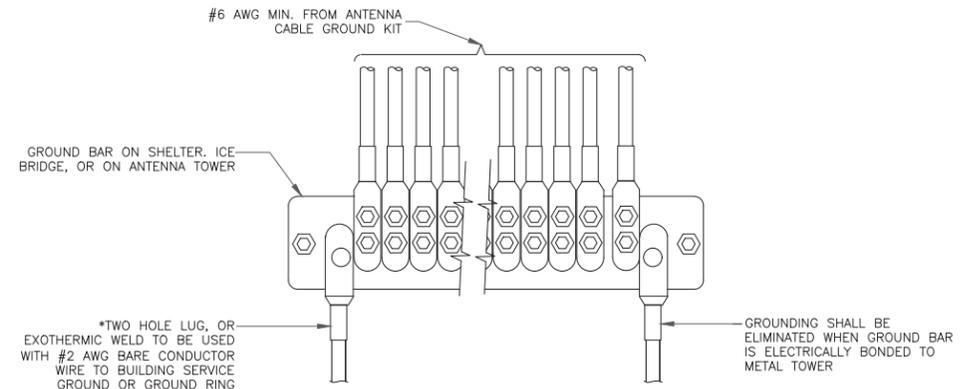 #6 AWG MIN. FROM ANTENNA
CABLE GROUND KIT
GROUND BAR ON SHELTER. ICE
BRIDGE, OR ON ANTENNA TOWER
*TWO HOLE LUG, OR
EXOTHERMIC WELD TO BE USED
WITH #2 AWG BARE CONDUCTOR
WIRE TO BUILDING SERVICE
GROUND OR GROUND RING
GROUNDING SHALL BE
ELIMINATED WHEN GROUND BAR
IS ELECTRICALLY BONDED TO
METAL TOWER